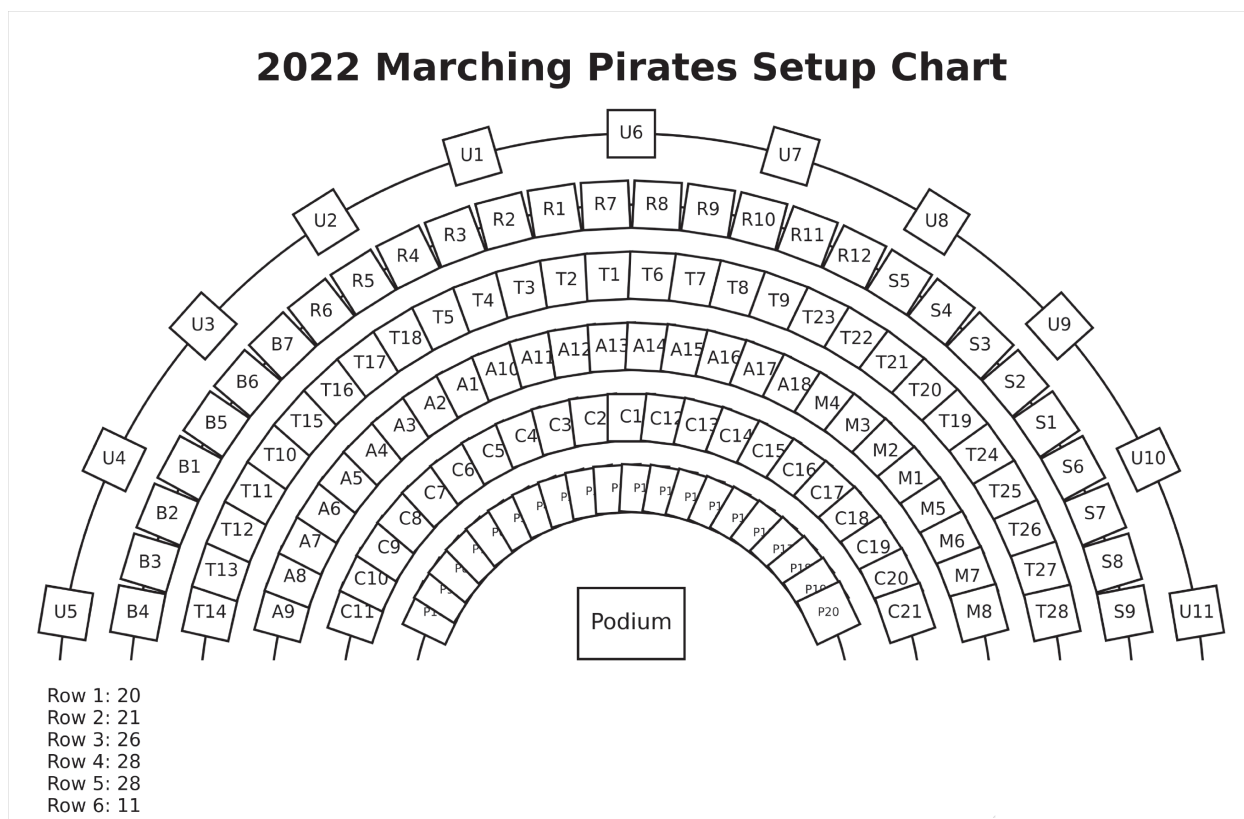 2022 Marching Pirates Setup Chart
U5 U4 U3 U2 U1 U6 U7 U8 U9 U10 U11
B4 B3 B2 B1 B5 B6 B7 R6 R5 R4 R3 R2 R1 R7 R8 R9 R10 R11 R12 S5 S4 S3 S2 S1 S6 S7 S8 S9
T14 T13 T12 T11 T10 T15 T16 T17 T18 T5 T4 T3 T2 T1 T6 T7 T8 T9 T23 T22 T21 T20 T19 T24 T25 T26 T27 T28
A9 A8 A7 A6 A5 A4 A3 A2 A1 A10 A11 A12 A13 A14 A15 A16 A17 A18 M4 M3 M2 M1 M5 M6 M7 M8
C11 C10 C9 C8 C7 C6 C5 C4 C3 C2 C1 C12 C13 C14 C15 C16 C17 C18 C19 C20 C21
P19 P20
Podium
Row 1: 20
Row 2: 21
Row 3: 26
Row 4: 28
Row 5: 28
Row 6: 11